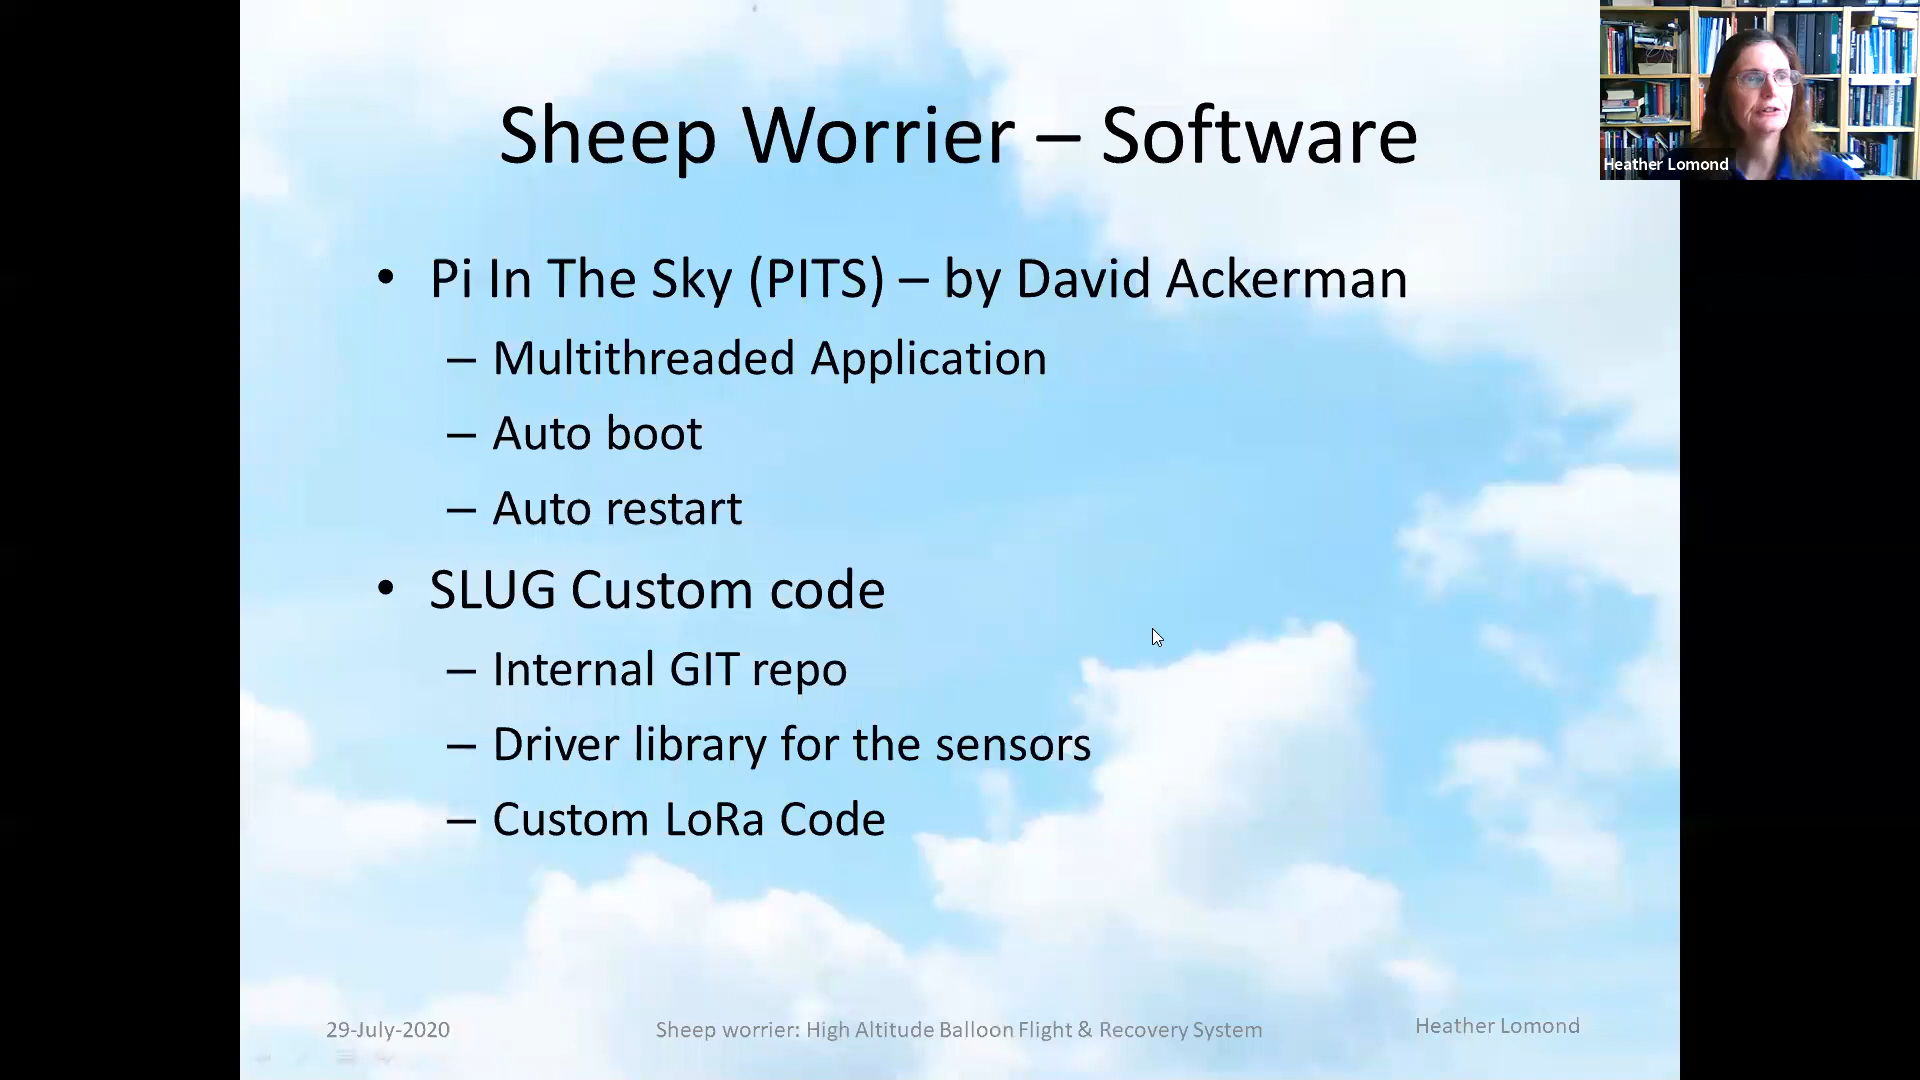 Sheep Worrier – Software
Heather Lomond
• Pi In The Sky (PITS) – by David Ackerman
– Multithreaded Application
– Auto boot
– Auto restart
• SLUG Custom code
– Internal GIT repo
– Driver library for the sensors
– Custom LoRa Code
29-July-2020
Sheep worrier: High Altitude Balloon Flight & Recovery System
Heather Lomond